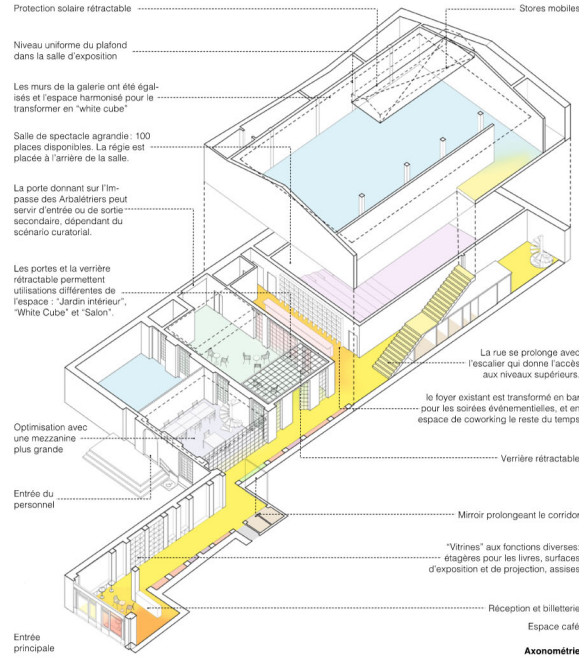 Protection solaire rétractable
Stores mobiles
Niveau uniforme du plafond
dans la salle d'exposition
Les murs de la galerie ont été égal-
isés et l'espace harmonisé pour le
transformer en "white cube"
Salle de spectacle agrandie: 100
places disponibles. La régie est
placée à l'arrière de la salle.
La porte donnant sur l'Im-
passe des Arbalétriers peut
servir d'entrée ou de sortie
secondaire, dépendant du
scénario curatorial.
Les portes et la verrière
rétractable permettent
utilisations différentes de
l'espace : "Jardin intérieur",
"White Cube" et "Salon".
La rue se prolonge avec
l'escalier qui donne l'accès
aux niveaux supérieurs.
le foyer existant est transformé en bar
pour les soirées événementielles, et en
espace de coworking le reste du temps
Optimisation avec
une mezzanine
plus grande
Verrière rétractable
Entrée du
personnel
Mirroir prolongeant le corridor
"Vitrines" aux fonctions diverses:
étagères pour les livres, surfaces
d'exposition et de projection, assises
Réception et billetterie
Espace café
Entrée
principale
Axonométrie